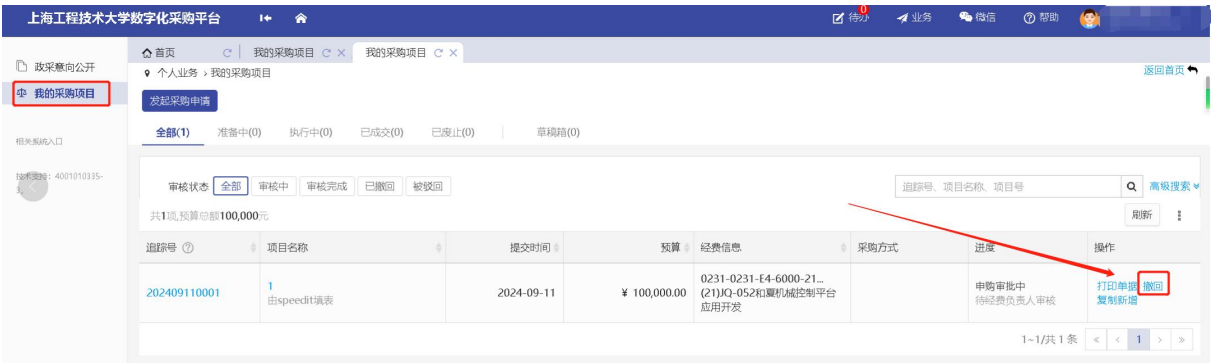 上海工程技术大学数字化采购平台 待办 0 业务 微信 帮助
首页 我的采购项目 我的采购项目
政采意向公开
个人业务 › 我的采购项目 返回首页
我的采购项目
发起采购申请
全部(1) 准备中(0) 执行中(0) 已成交(0) 已废止(0) 草稿箱(0)
相关系统入口
技术支持：4001010335-
审核状态 全部 审核中 审核完成 已撤回 被驳回 追踪号、项目名称、项目号 高级搜索
共1项,预算总额100,000元 刷新
追踪号 项目名称 提交时间 预算 经费信息 采购方式 进度 操作
202409110001 1 2024-09-11 ¥ 100,000.00 0231-0231-E4-6000-21... 申购审批中 打印单据 撤回
由speedit填表 (21)JQ-052和夏机械控制平台 待经费负责人审核 复制新增
应用开发
1~1/共1条 « ‹ 1 › »